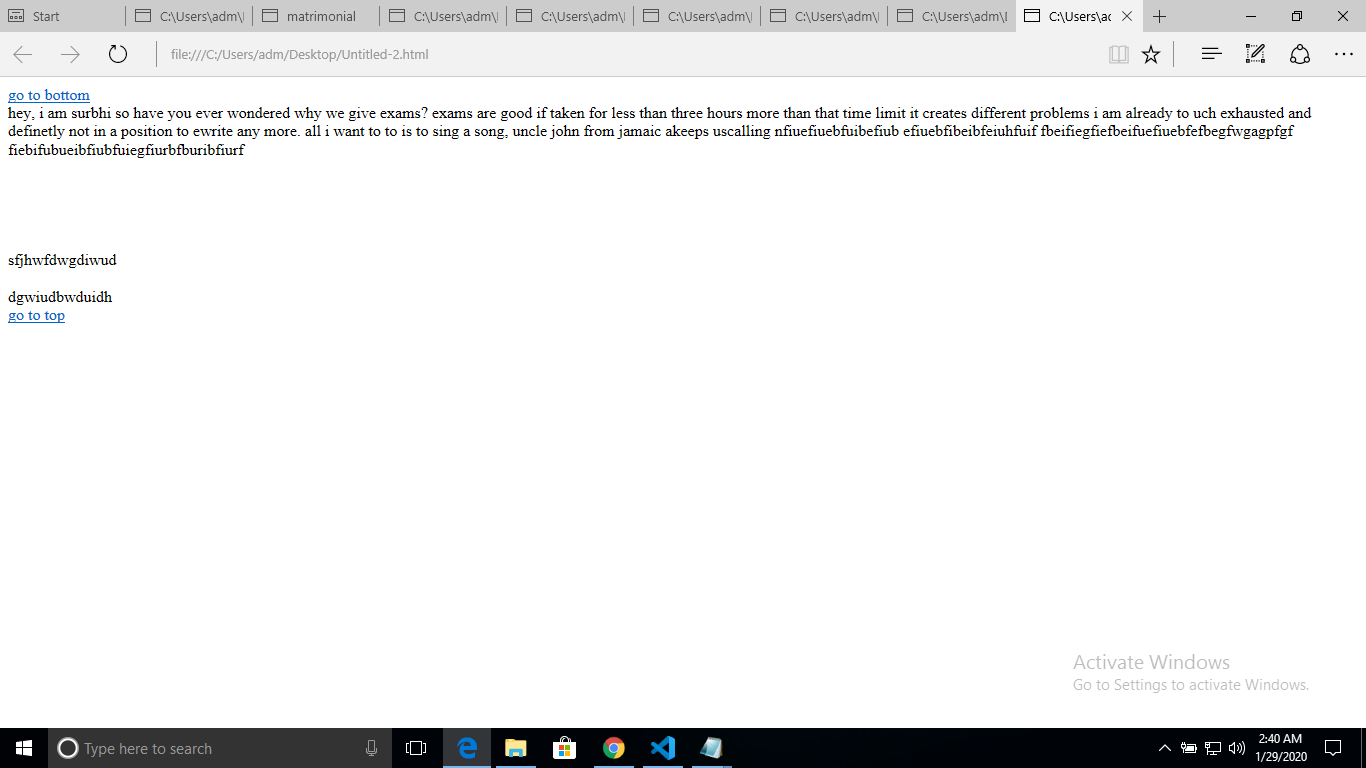 Start
C:\Users\adm\
matrimonial
C:\Users\adm\
C:\Users\adm\
C:\Users\adm\
C:\Users\adm\
C:\Users\adm\
C:\Users\ac
file:///C:/Users/adm/Desktop/Untitled-2.html
go to bottom
hey, i am surbhi so have you ever wondered why we give exams? exams are good if taken for less than three hours more than that time limit it creates different problems i am already to uch exhausted and
definetly not in a position to ewrite any more. all i want to to is to sing a song, uncle john from jamaic akeeps uscalling nfiuefiuebfuibefiub efiuebfibeibfeiuhfuif fbeifiegfiefbeifuefiuebfefbegfwgagpfgf
fiebifubueibfiubfuiegfiurbfburibfiurf
sfjhwfdwgdiwud
dgwiudbwduidh
go to top
Activate Windows
Go to Settings to activate Windows.
Type here to search
2:40 AM
1/29/2020